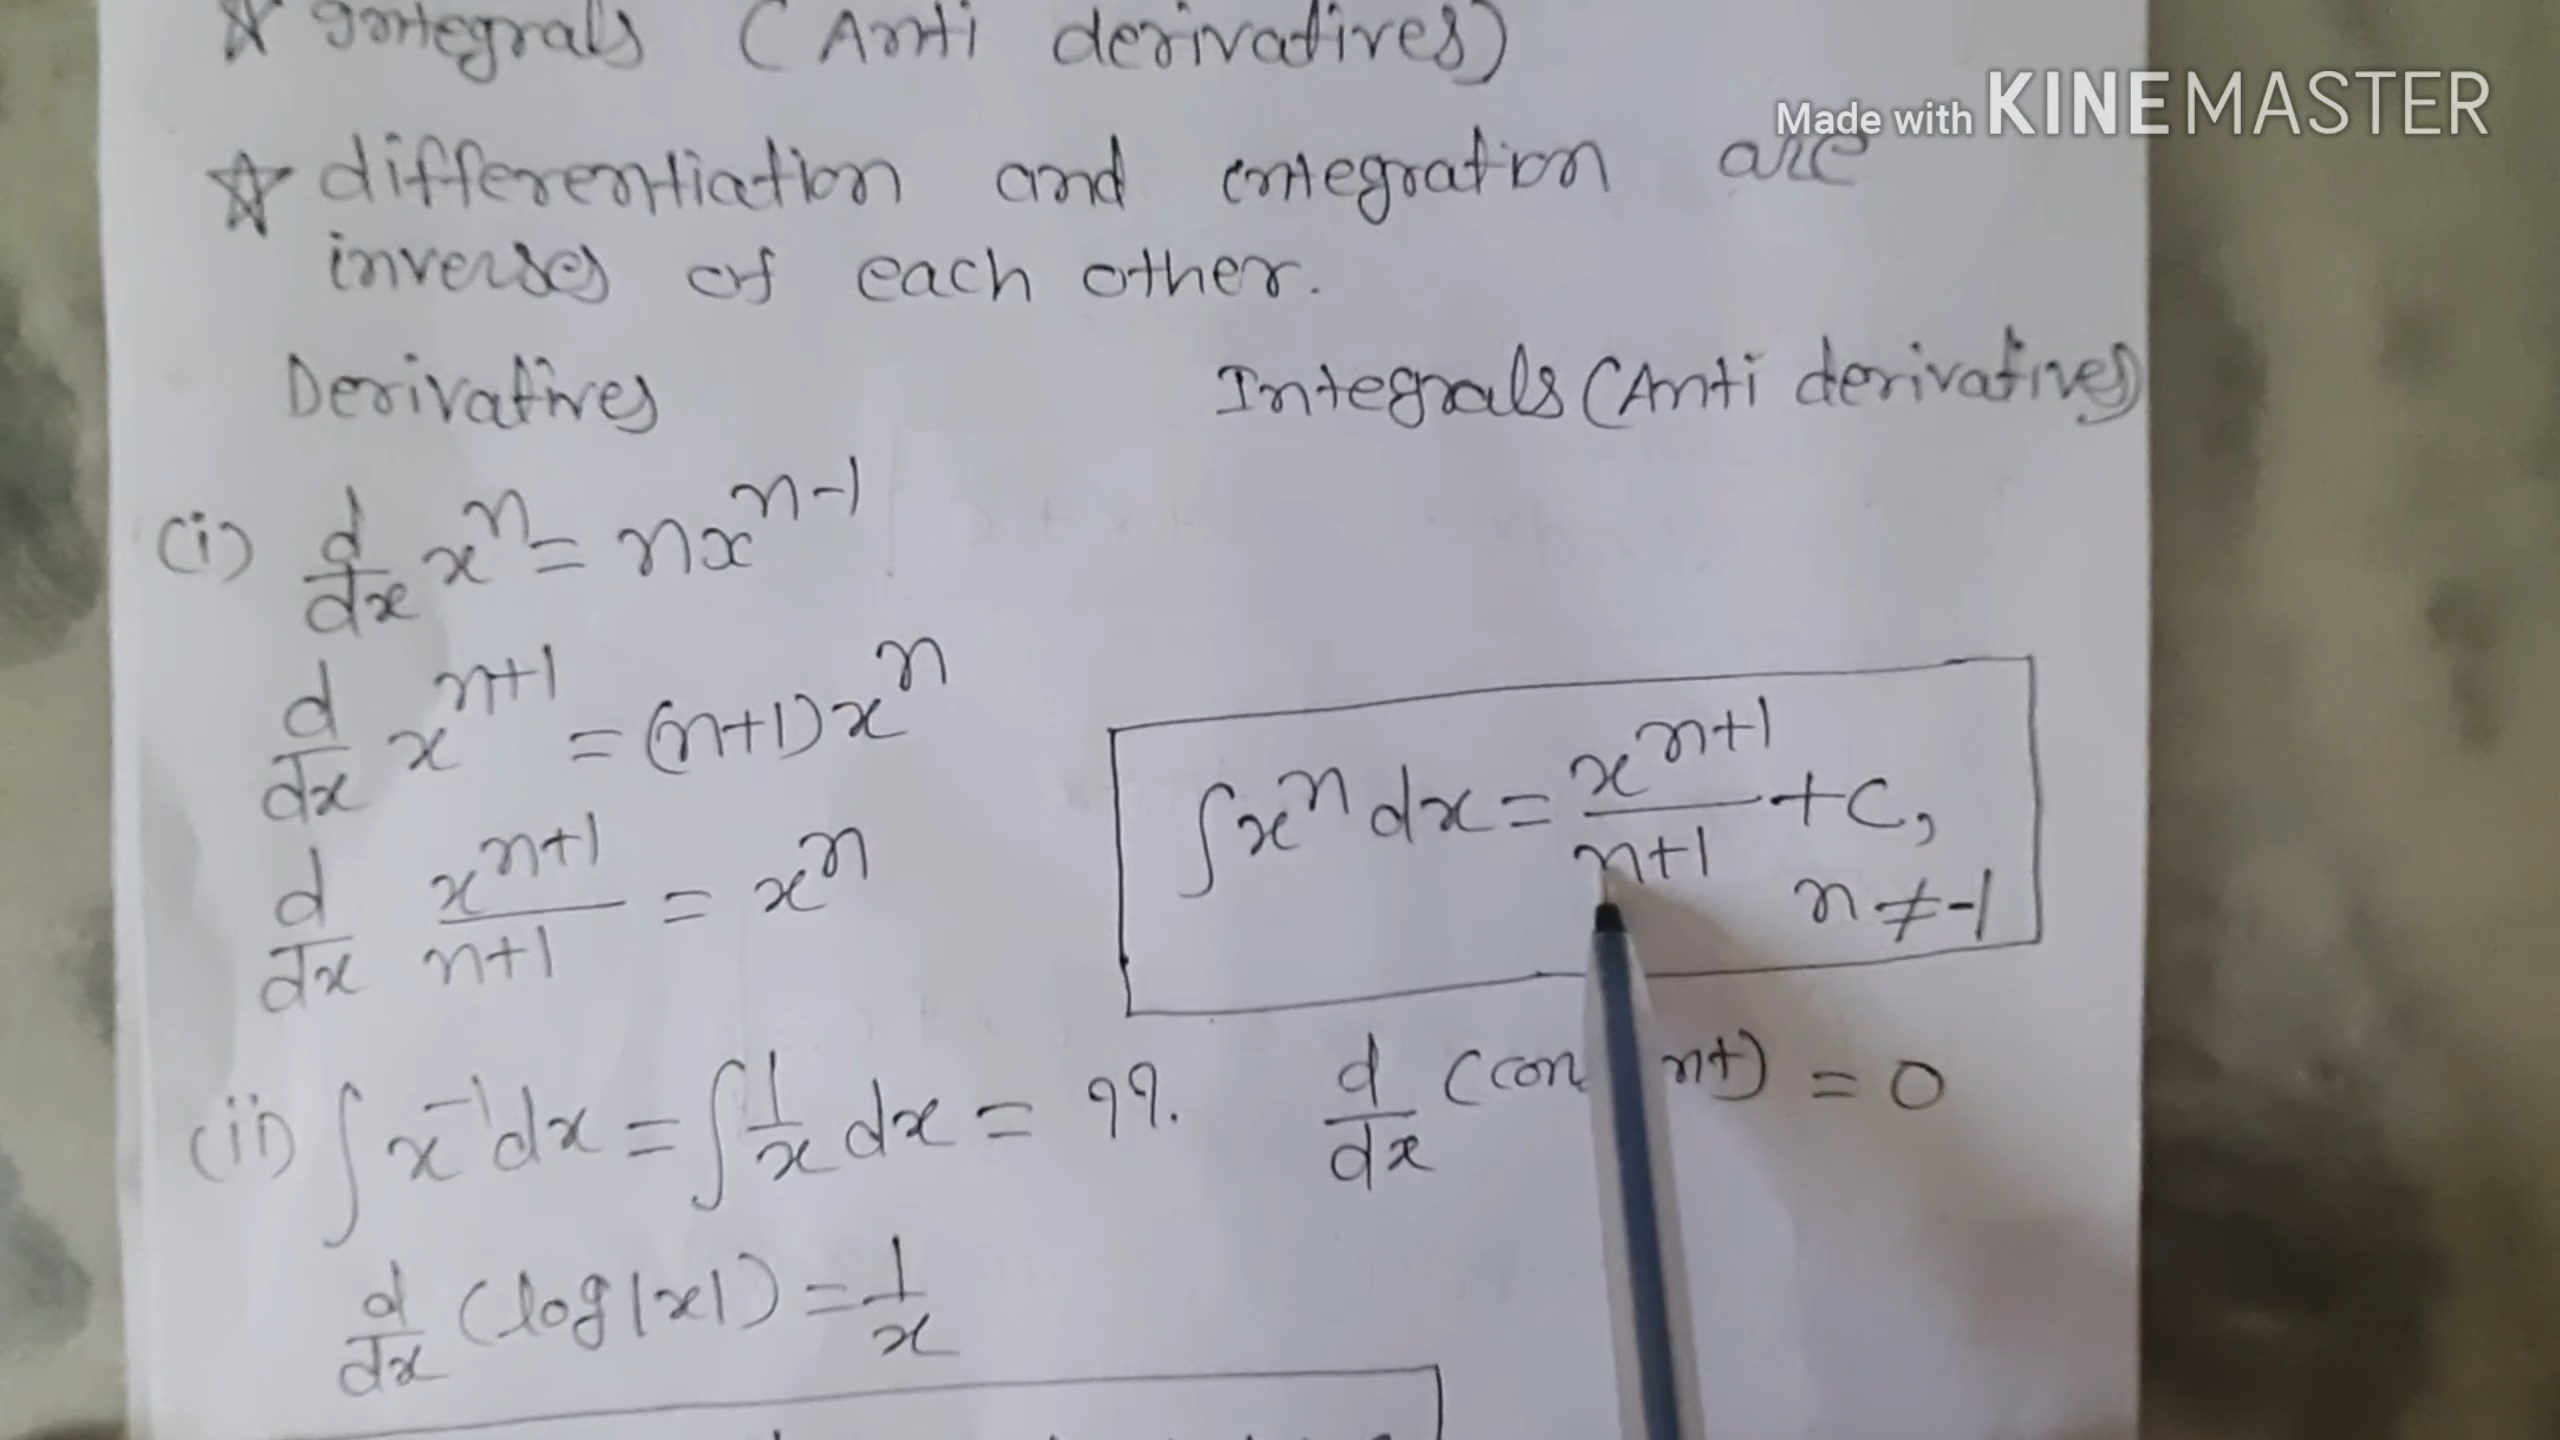 ☆ Integrals (Anti derivatives)
Made with KINEMASTER
☆ differentiation and integration are
inverses of each other.
Derivatives Integrals (Anti derivatives)
(i) d/dx x^n = nx^(n-1)
d/dx x^(n+1) = (n+1)x^n
∫x^n dx = x^(n+1)/(n+1) + c,
n ≠ -1
d/dx x^(n+1)/(n+1) = x^n
(ii) ∫x^(-1) dx = ∫1/x dx = ??. d/dx (con nt) = 0
d/dx (log|x|) = 1/x